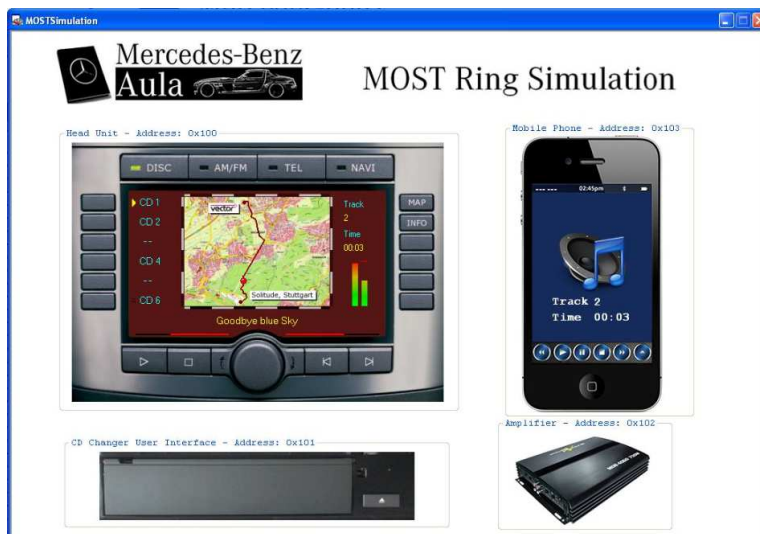 MOSTSimulation
Mercedes-Benz
Aula
MOST Ring Simulation
Head Unit - Address: 0x100
DISC
AM/FM
TEL
NAVI
CD 1
CD 2
--
CD 4
--
CD 6
vector
Solitude, Stuttgart
Track
2
Time
00:03
MAP
INFO
Goodbye blue Sky
Mobile Phone - Address: 0x103
02:45pm
Track 2
Time 00:03
CD Changer User Interface - Address: 0x101
Amplifier - Address: 0x102